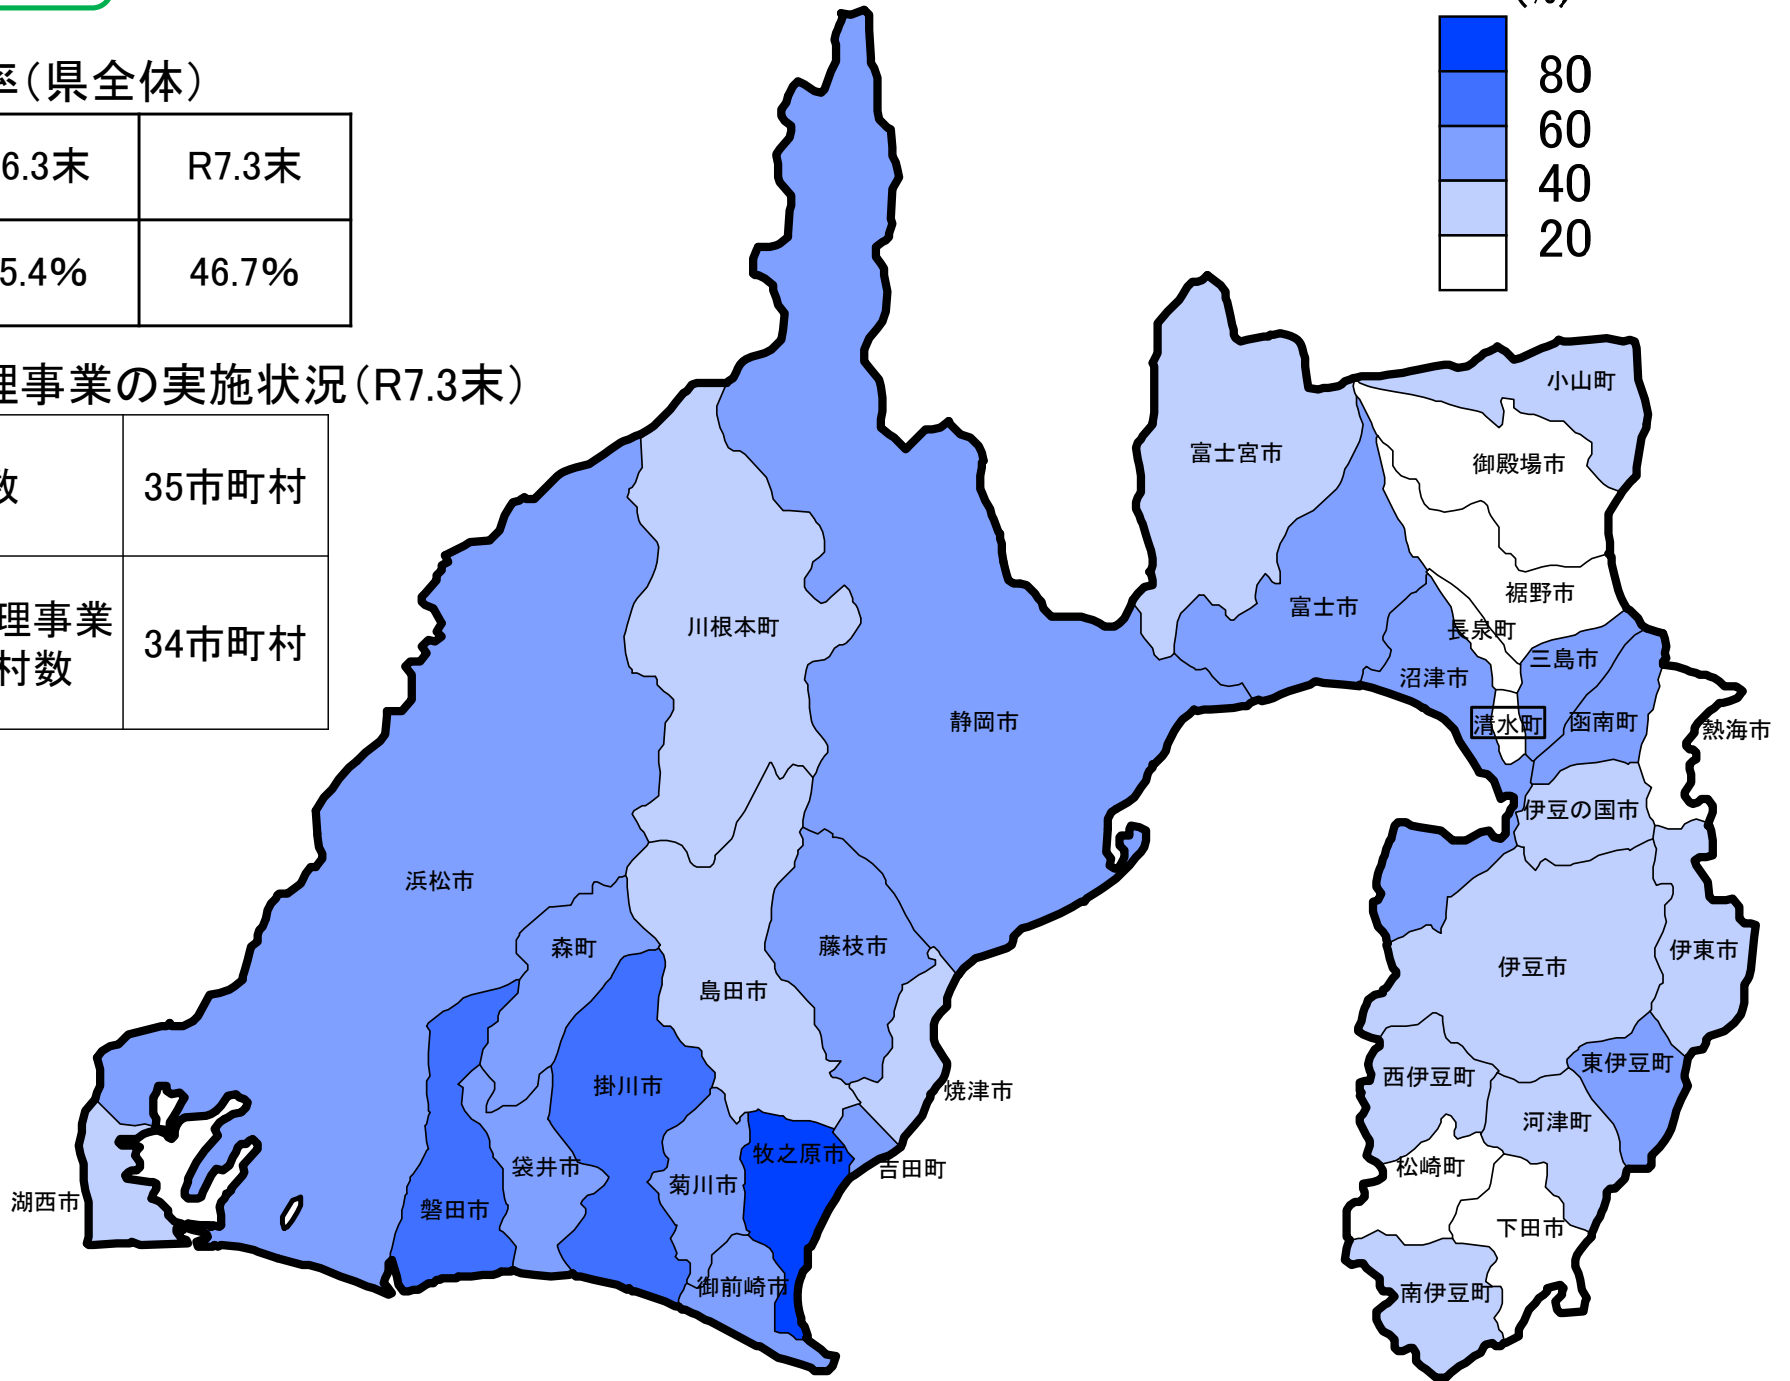 (%)
率（県全体）
6.3末 R7.3末
5.4% 46.7%
理事業の実施状況（R7.3末）
数 35市町村
理事業
村数
34市町村
80
60
40
20
小山町
富士宮市
御殿場市
裾野市
富士市
長泉町
川根本町
三島市
沼津市
静岡市
清水町
函南町
熱海市
伊豆の国市
浜松市
森町
藤枝市
伊豆市
伊東市
島田市
東伊豆町
西伊豆町
掛川市
焼津市
河津町
牧之原市
袋井市
松崎町
吉田町
菊川市
湖西市
磐田市
下田市
御前崎市
南伊豆町